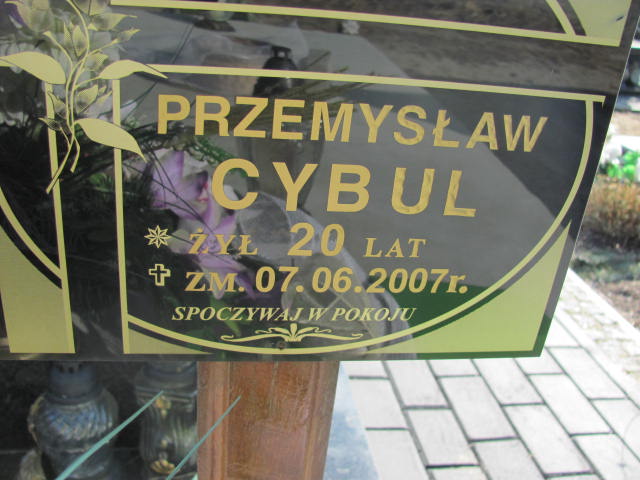 PRZEMYSŁAW
CYBUL
ŻYŁ 20 LAT
ZM. 07.06.2007r.
SPOCZYWAJ W POKOJU